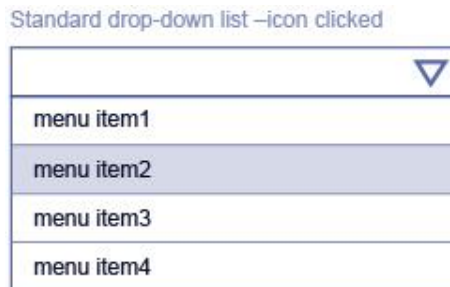 Standard drop-down list –icon clicked
menu item1
menu item2
menu item3
menu item4